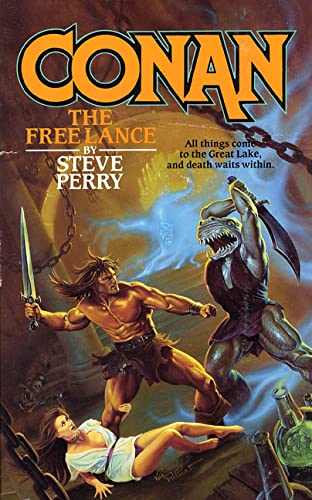 CONAN
THE
FREE LANCE
BY
STEVE
PERRY
All things come
to the Great Lake,
and death waits within.